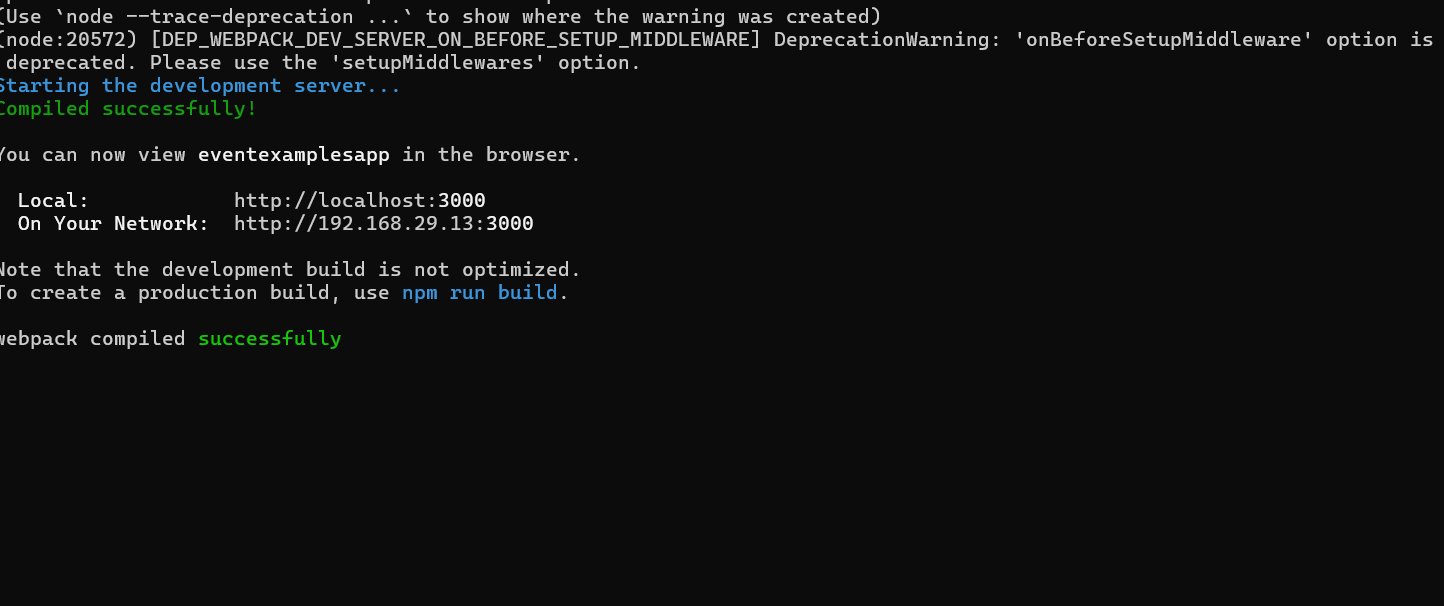 (Use `node --trace-deprecation ...` to show where the warning was created)
(node:20572) [DEP_WEBPACK_DEV_SERVER_ON_BEFORE_SETUP_MIDDLEWARE] DeprecationWarning: 'onBeforeSetupMiddleware' option is
deprecated. Please use the 'setupMiddlewares' option.
Starting the development server...
Compiled successfully!
You can now view eventexamplesapp in the browser.
Local: http://localhost:3000
On Your Network: http://192.168.29.13:3000
Note that the development build is not optimized.
To create a production build, use npm run build.
webpack compiled successfully